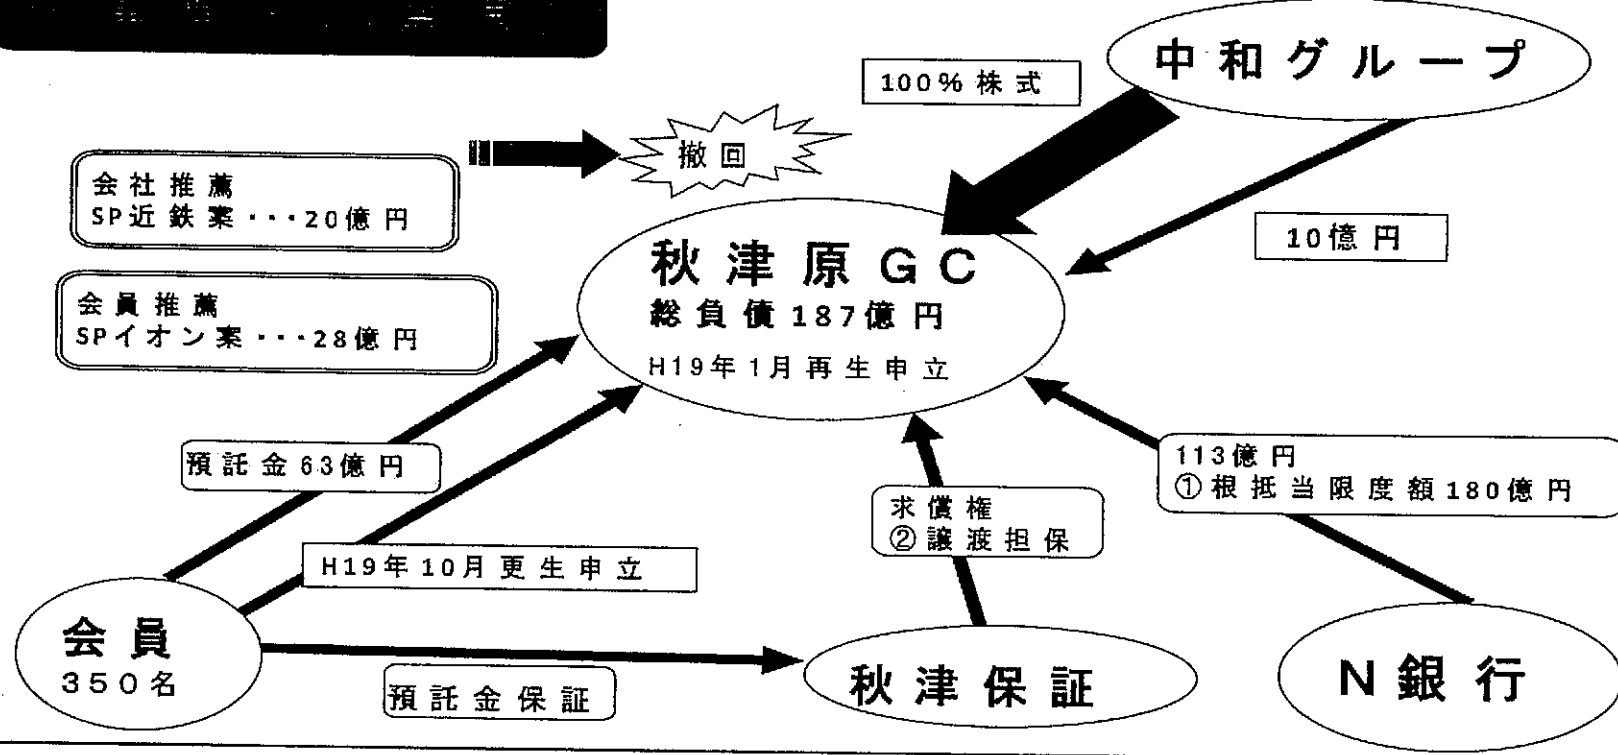 中和グループ
100%株式
撤回
会社推薦
SP近鉄案・・・20億円
10億円
秋津原GC
総負債187億円
H19年1月再生申立
会員推薦
SPイオン案・・・28億円
預託金63億円
113億円
①根抵当限度額180億円
求償権
②譲渡担保
H19年10月更生申立
会員
350名
預託金保証
秋津保証
N銀行